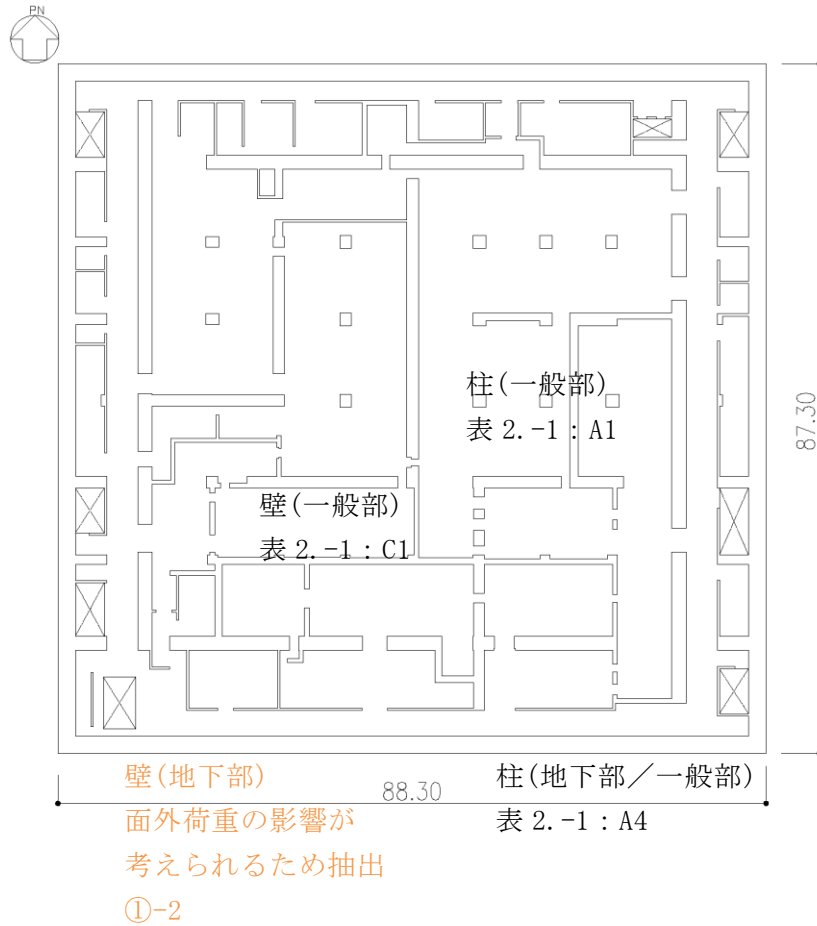 PN
柱(一般部)
表 2.-1：A1
87.30
壁(一般部)
表 2.-1：C1
壁(地下部)
面外荷重の影響が
考えられるため抽出
①-2
88.30
柱(地下部／一般部)
表 2.-1：A4